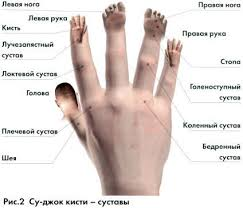 Левая нога
Левая рука
Кисть
Лучезапястный
сустав
Локтевой сустав
Голова
Плечевой сустав
Шея
Правая нога
Правая рука
Стопа
Голеностопный
сустав
Коленный сустав
Бедренный
сустав
Рис.2 Су-джок кисти – суставы